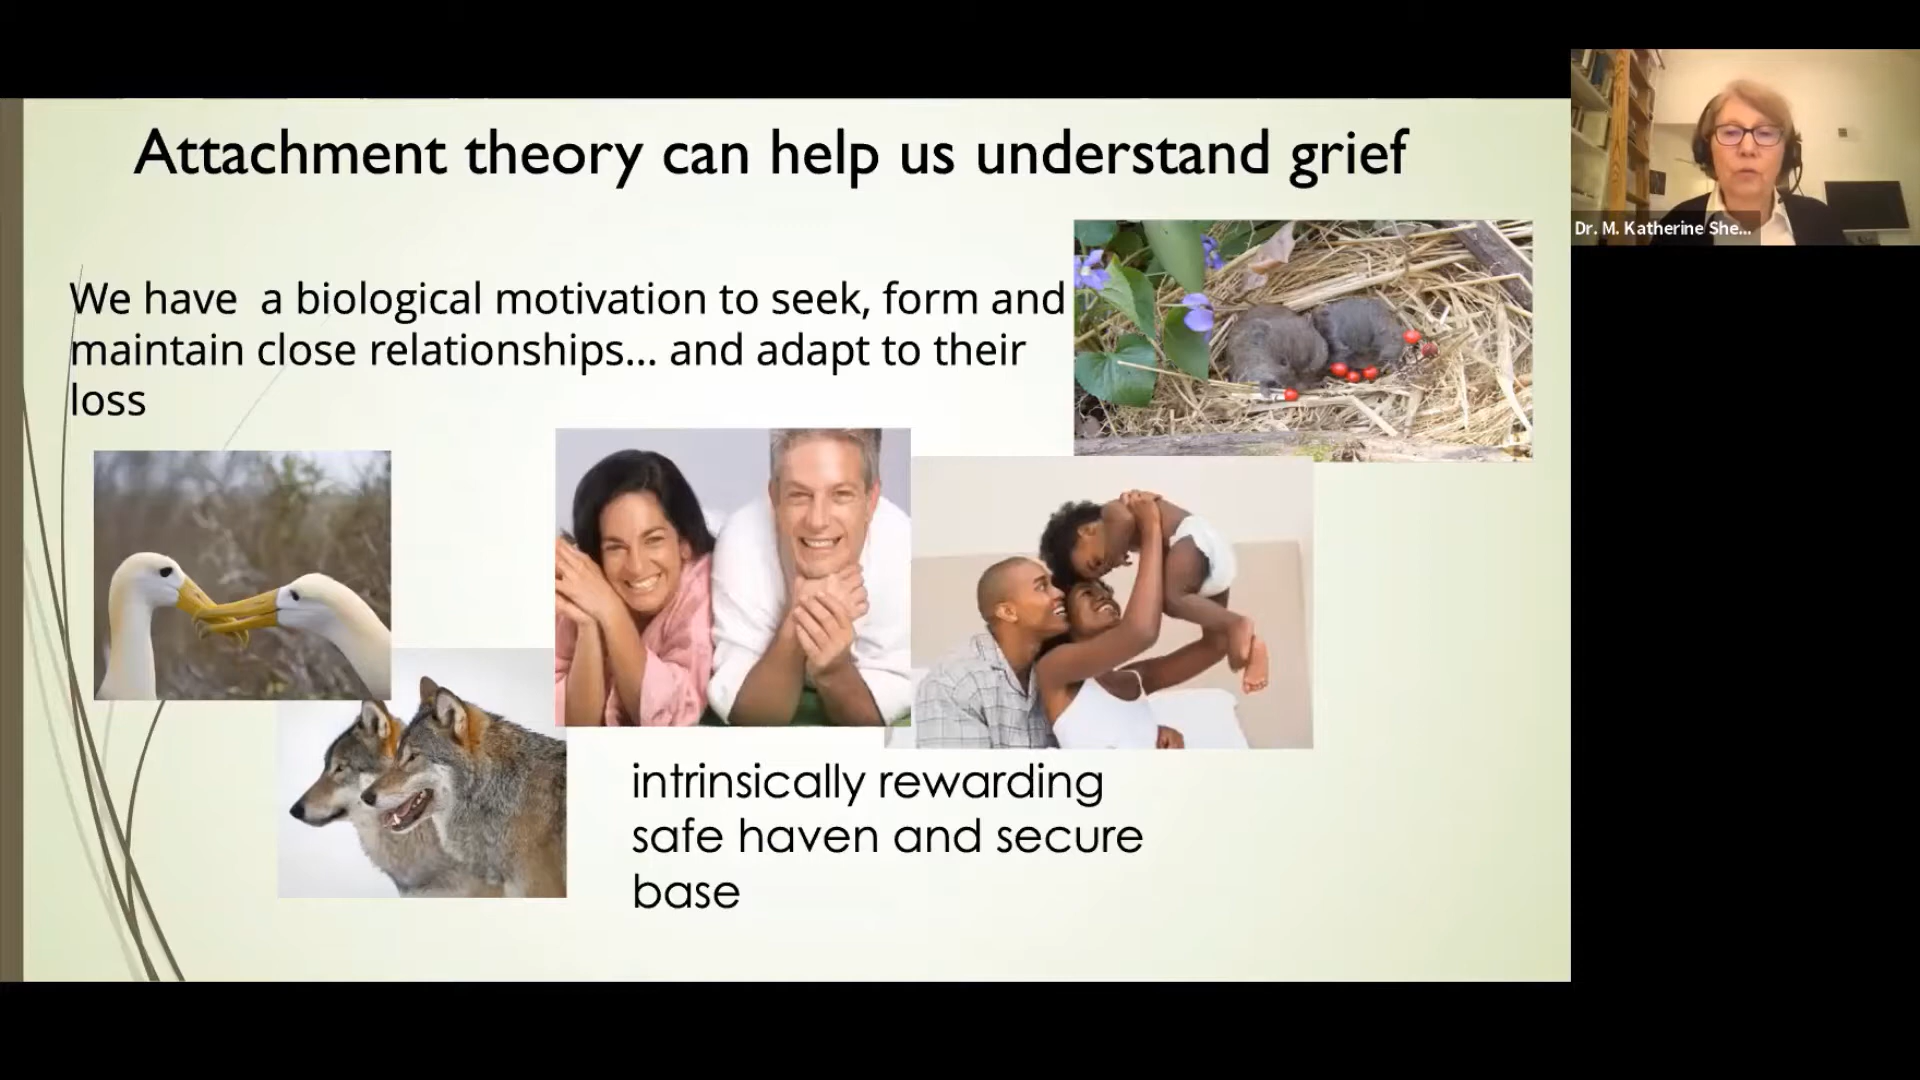 Attachment theory can help us understand grief
Dr. M. Katherine She...
We have a biological motivation to seek, form and
maintain close relationships... and adapt to their
loss
intrinsically rewarding
safe haven and secure
base